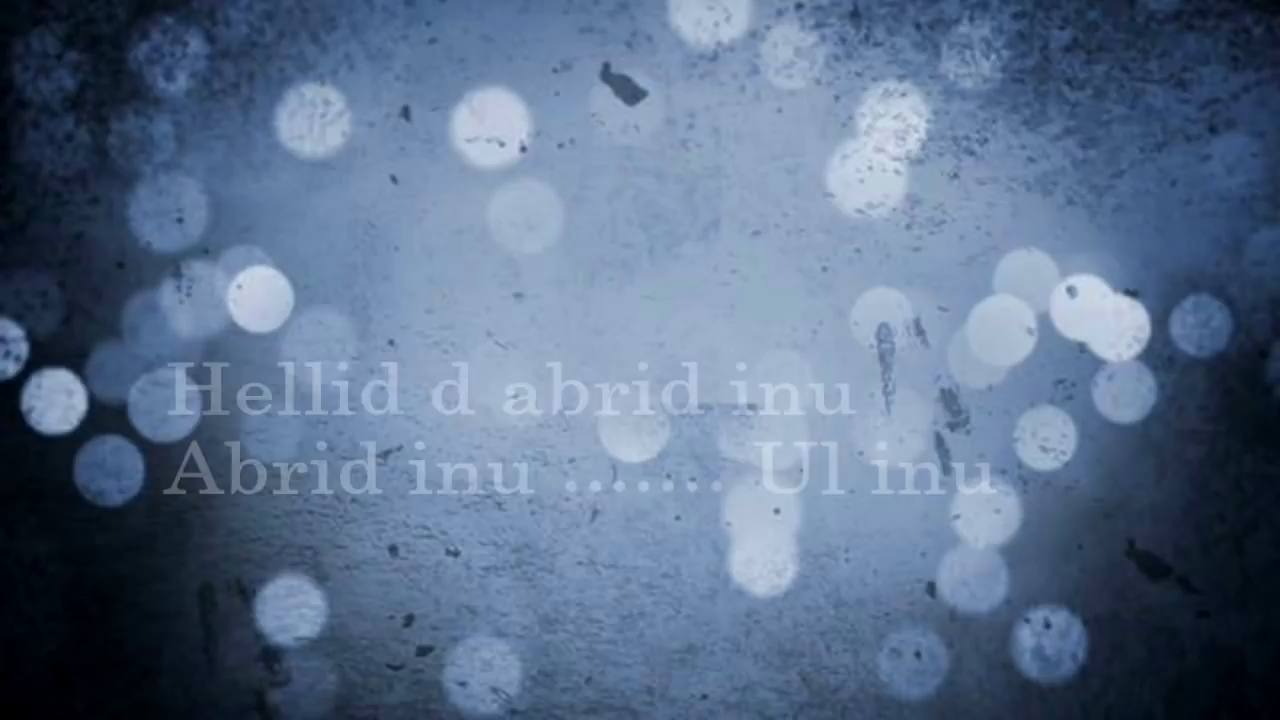 Hellid d abrid inu
Abrid inu ....... Ul inu